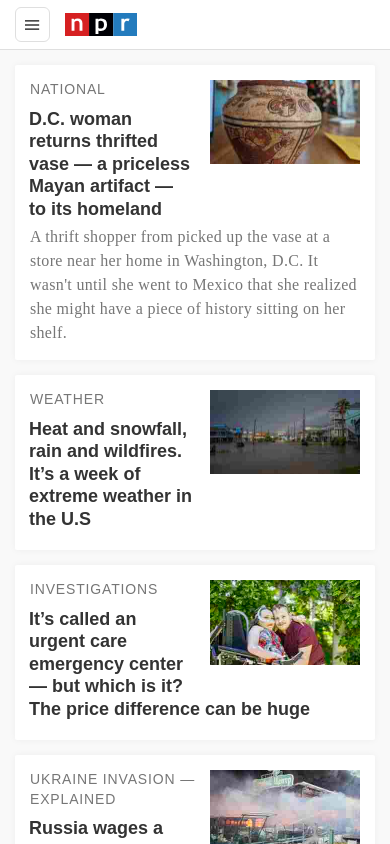 npr
NATIONAL
D.C. woman
returns thrifted
vase — a priceless
Mayan artifact —
to its homeland
A thrift shopper from picked up the vase at a
store near her home in Washington, D.C. It
wasn't until she went to Mexico that she realized
she might have a piece of history sitting on her
shelf.
WEATHER
Heat and snowfall,
rain and wildfires.
It’s a week of
extreme weather in
the U.S
INVESTIGATIONS
It’s called an
urgent care
emergency center
— but which is it?
The price difference can be huge
UKRAINE INVASION —
EXPLAINED
Russia wages a